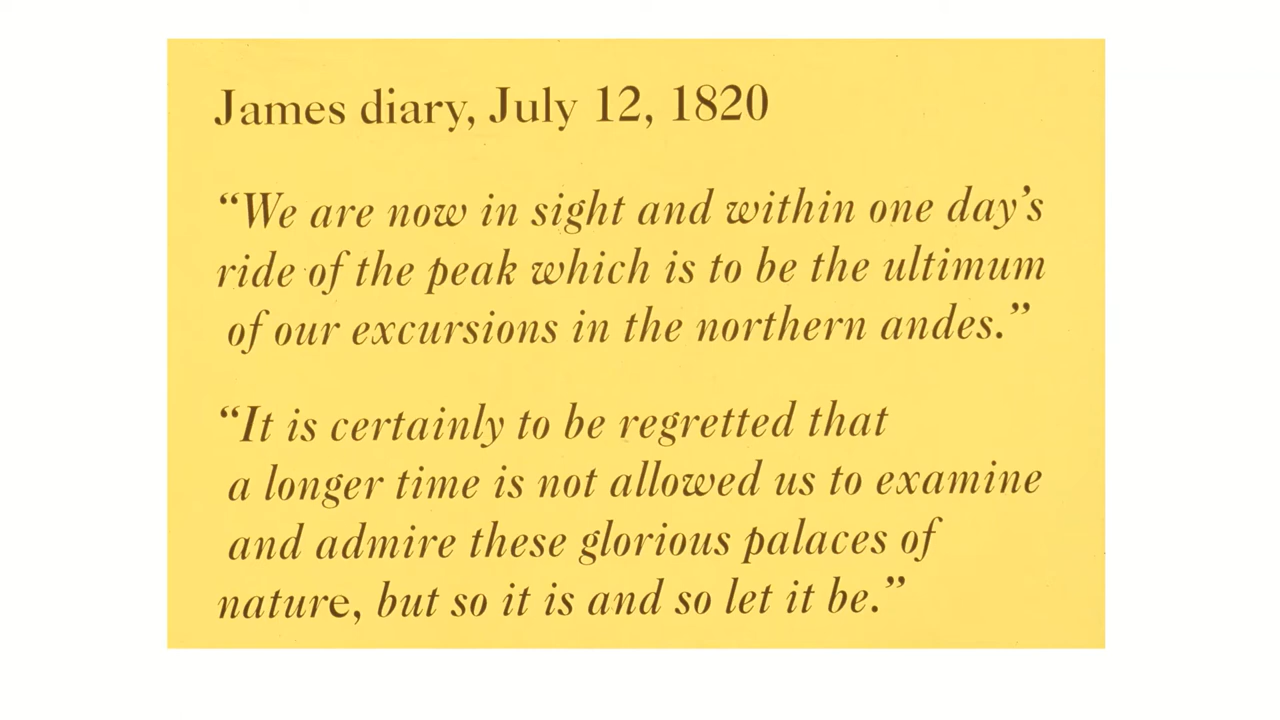 James diary, July 12, 1820
“We are now in sight and within one day’s
ride of the peak which is to be the ultimum
of our excursions in the northern andes.”
“It is certainly to be regretted that
a longer time is not allowed us to examine
and admire these glorious palaces of
nature, but so it is and so let it be.”